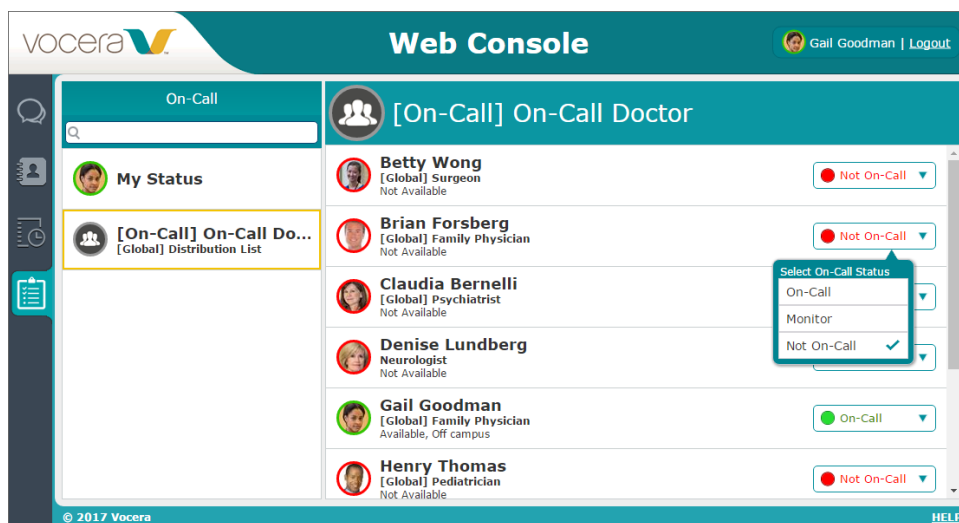 vocera
Web Console
Gail Goodman | Logout
On-Call
[On-Call] On-Call Doctor
My Status
[On-Call] On-Call Do...
[Global] Distribution List
Betty Wong
[Global] Surgeon
Not Available
Not On-Call
Brian Forsberg
[Global] Family Physician
Not Available
Not On-Call
Select On-Call Status
On-Call
Monitor
Not On-Call
Claudia Bernelli
[Global] Psychiatrist
Not Available
Denise Lundberg
Neurologist
Not Available
Gail Goodman
[Global] Family Physician
Available, Off campus
On-Call
Henry Thomas
[Global] Pediatrician
Not Available
Not On-Call
© 2017 Vocera
HELP